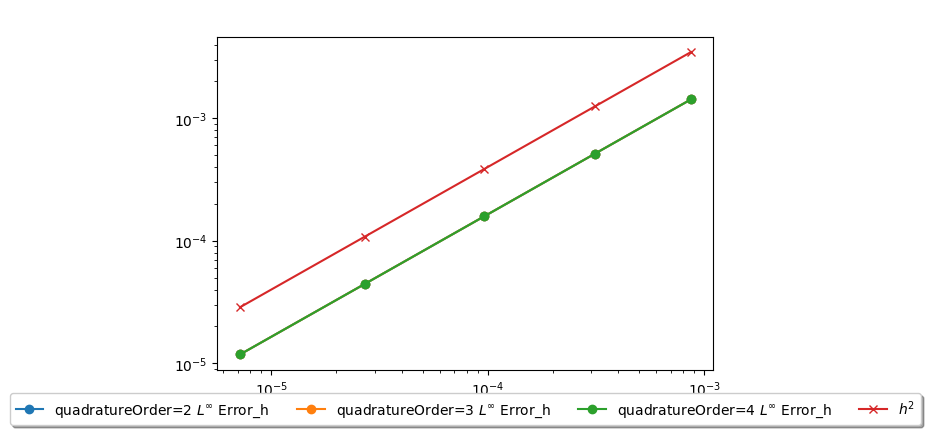 10⁻³
10⁻⁴
10⁻⁵
10⁻⁵ 10⁻⁴ 10⁻³
quadratureOrder=2 L^∞ Error_h quadratureOrder=3 L^∞ Error_h quadratureOrder=4 L^∞ Error_h h²